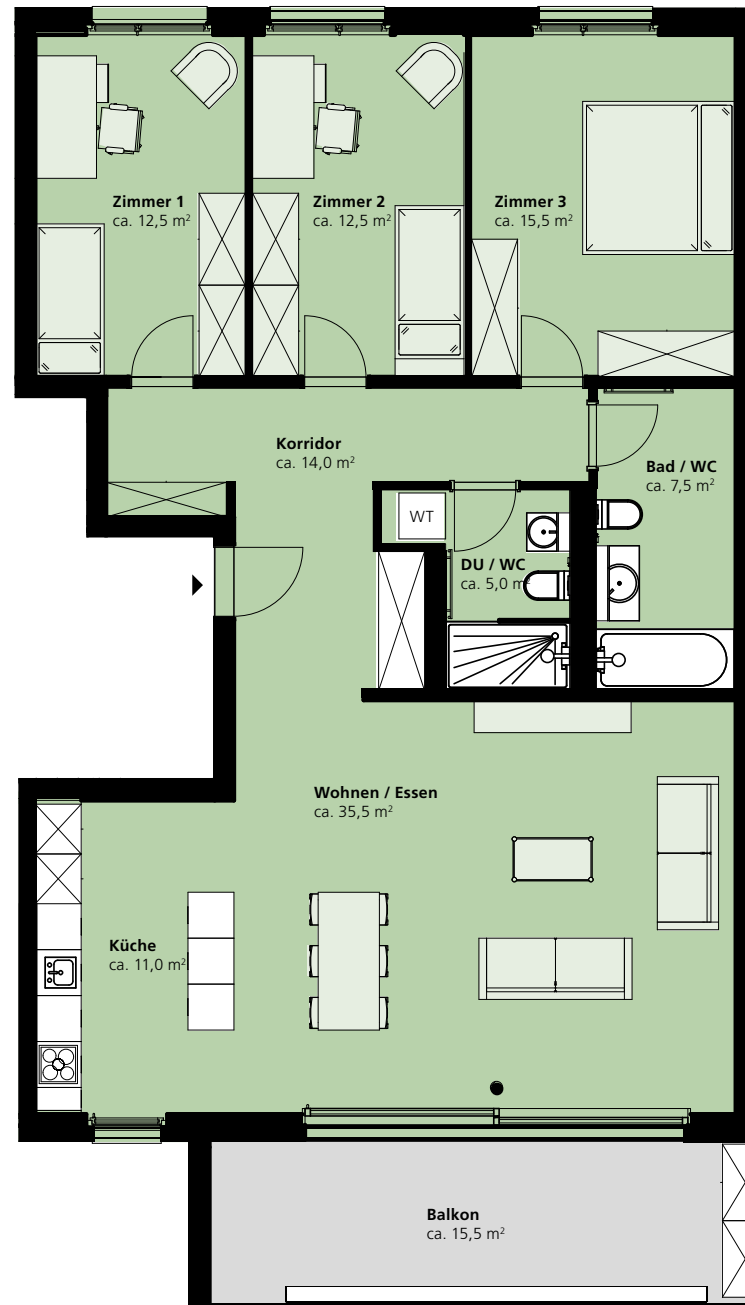 Zimmer 1
ca. 12,5 m²
Zimmer 2
ca. 12,5 m²
Zimmer 3
ca. 15,5 m²
Korridor
ca. 14,0 m²
Bad / WC
ca. 7,5 m²
WT
DU / WC
ca. 5,0 m²
Wohnen / Essen
ca. 35,5 m²
Küche
ca. 11,0 m²
Balkon
ca. 15,5 m²